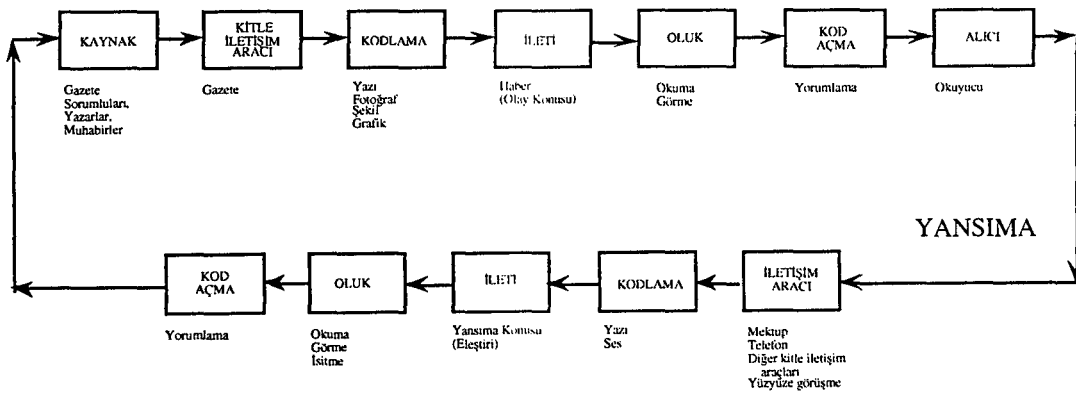 KAYNAK
KİTLE
İLETİŞİM
ARACI
KODLAMA
İLETİ
OLUK
KOD
AÇMA
ALICI
Gazete
Sorumluları,
Yazarlar,
Muhabirler
Gazete
Yazı
Fotoğraf
Şekil
Grafik
Haber
(Olay Konusu)
Okuma
Görme
Yorumlama
Okuyucu
YANSIMA
KOD
AÇMA
OLUK
İLETİ
KODLAMA
İLETİŞİM
ARACI
Yorumlama
Okuma
Görme
İsitme
Yansıma Konusu
(Eleştiri)
Yazı
Ses
Mektup
Telefon
Diğer kitle iletişim
araçları
Yüzyüze görüşme